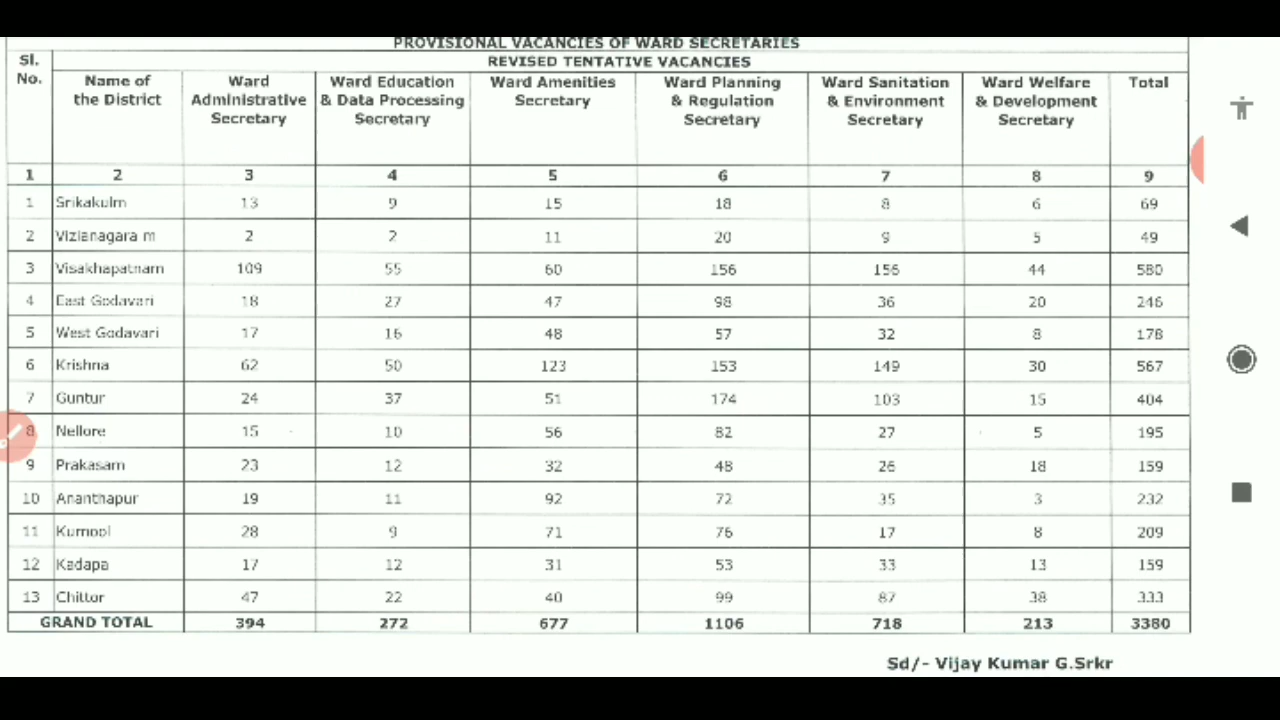 PROVISIONAL VACANCIES OF WARD SECRETARIES
Sl. No. REVISED TENTATIVE VACANCIES
Name of the District Ward Administrative Secretary Ward Education & Data Processing Secretary Ward Amenities Secretary Ward Planning & Regulation Secretary Ward Sanitation & Environment Secretary Ward Welfare & Development Secretary Total
1 2 3 4 5 6 7 8 9
1 Srikakulm 13 9 15 18 8 6 69
2 Vizianagara m 2 2 11 20 9 5 49
3 Visakhapatnam 109 55 60 156 156 44 580
4 East Godavari 18 27 47 98 36 20 246
5 West Godavari 17 16 48 57 32 8 178
6 Krishna 62 50 123 153 149 30 567
7 Guntur 24 37 51 174 103 15 404
8 Nellore 15 10 56 82 27 5 195
9 Prakasam 23 12 32 48 26 18 159
10 Ananthapur 19 11 92 72 35 3 232
11 Kurnool 28 9 71 76 17 8 209
12 Kadapa 17 12 31 53 33 13 159
13 Chittor 47 22 40 99 87 38 333
GRAND TOTAL 394 272 677 1106 718 213 3380
Sd/- Vijay Kumar G.Srkr